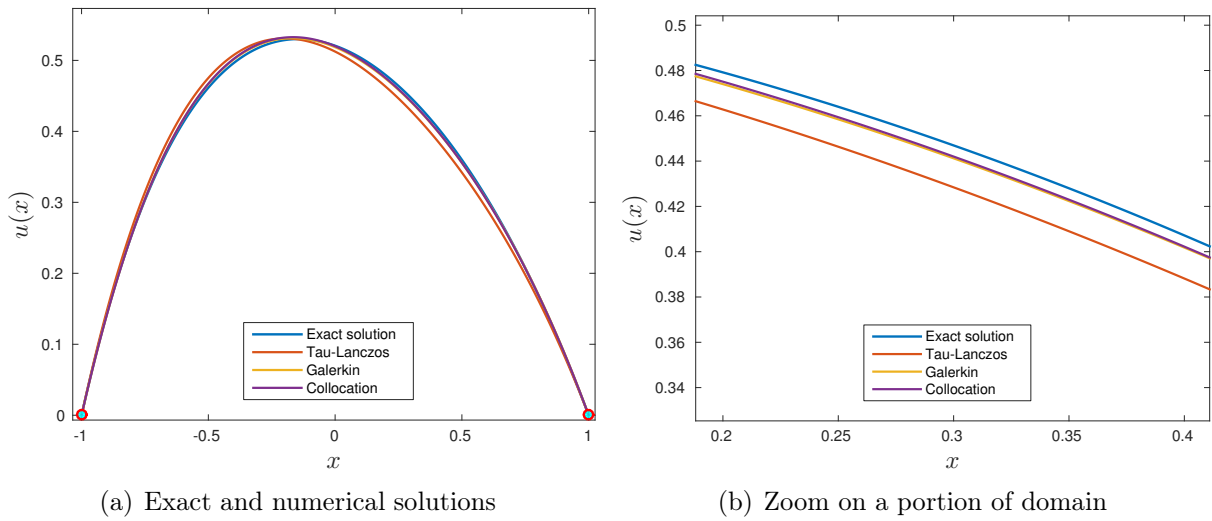 0.5
0.4
0.3
0.2
0.1
0
u(x)
Exact solution
Tau-Lanczos
Galerkin
Collocation
-1 -0.5 0 0.5 1
x
(a) Exact and numerical solutions
0.5
0.48
0.46
0.44
0.42
0.4
0.38
0.36
0.34
u(x)
Exact solution
Tau-Lanczos
Galerkin
Collocation
0.2 0.25 0.3 0.35 0.4
x
(b) Zoom on a portion of domain